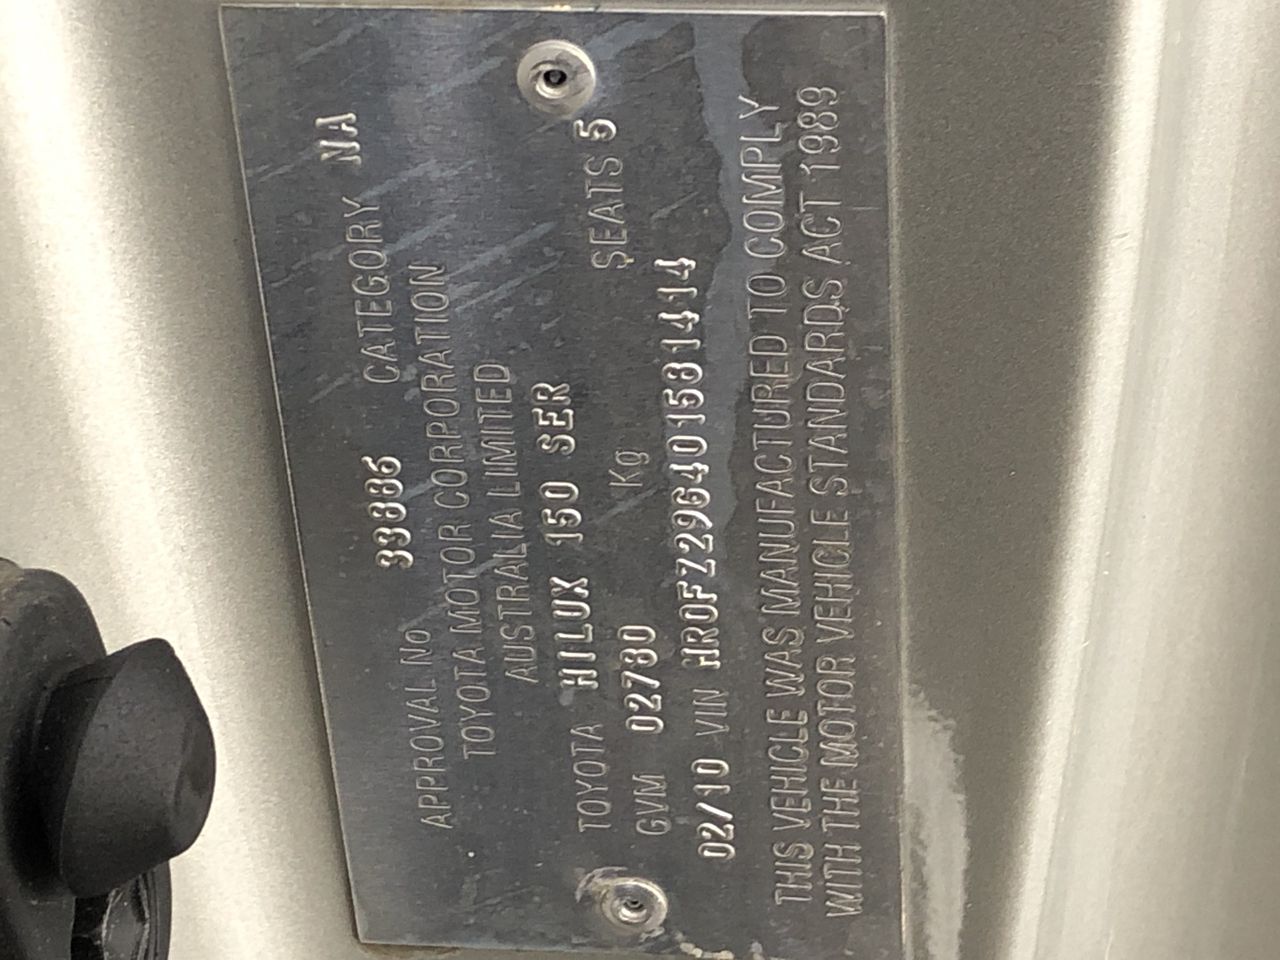 APPROVAL No 33886 CATEGORY NA
TOYOTA MOTOR CORPORATION
AUSTRALIA LIMITED
TOYOTA HILUX 150 SER
GVM 02780 Kg SEATS 5
02/10 VIN MR0FZ29G401581414
THIS VEHICLE WAS MANUFACTURED TO COMPLY
WITH THE MOTOR VEHICLE STANDARDS ACT 1989